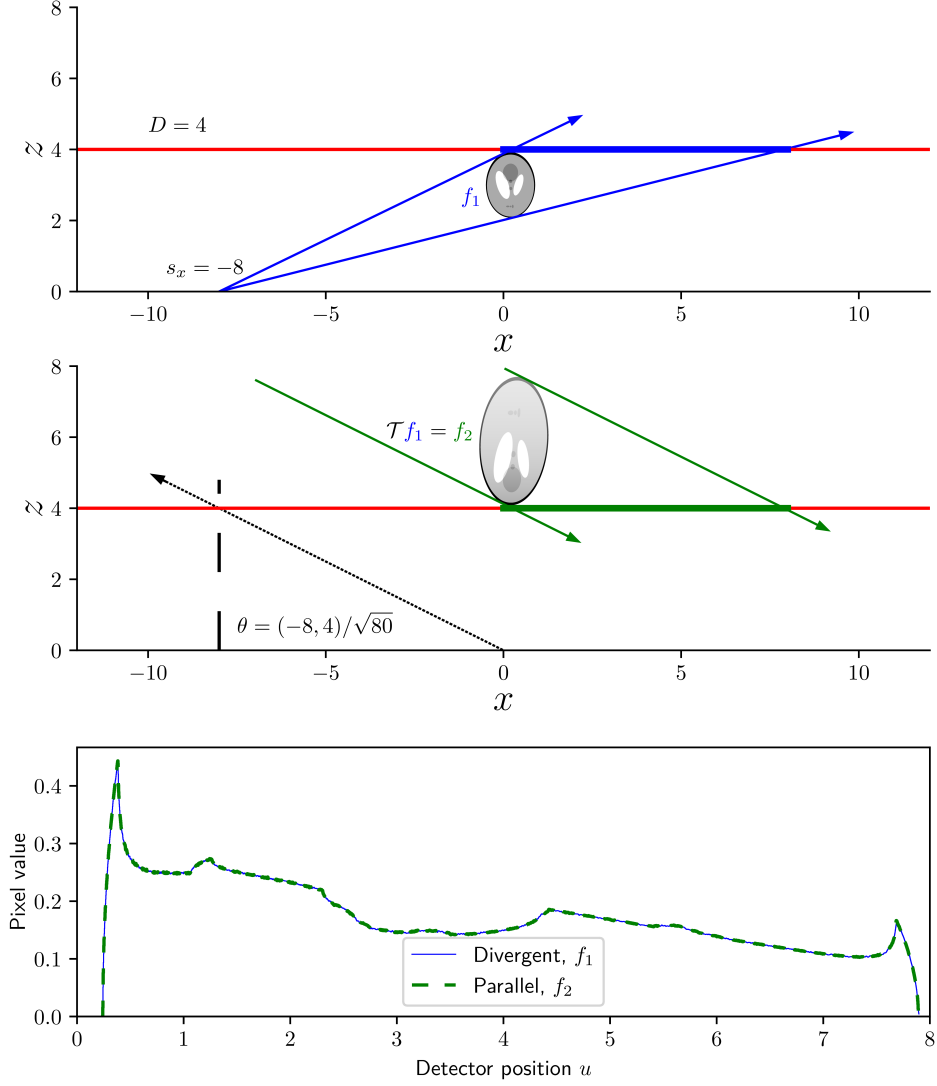 8
6
D = 4
z
4
f₁
2
sₓ = −8
0
−10 −5 0 5 10
x
8
6
𝒯f₁ = f₂
z
4
2
θ = (−8, 4)/√80
0
−10 −5 0 5 10
x
0.4
0.3
Pixel value
0.2
0.1
Divergent, f₁
Parallel, f₂
0.0
0 1 2 3 4 5 6 7 8
Detector position u